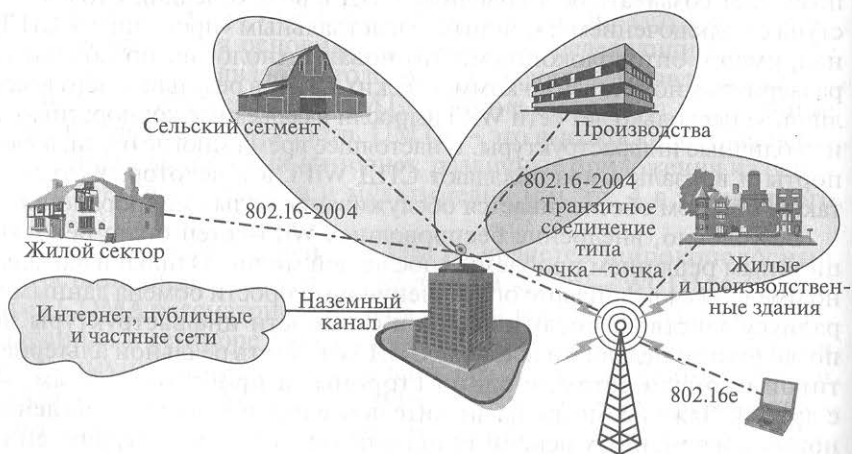 Сельский сегмент
Производства
802.16-2004
802.16-2004
Транзитное
соединение
типа
точка–точка
Жилой сектор
Жилые
и производствен-
ные здания
Наземный
канал
Интернет, публичные
и частные сети
802.16e